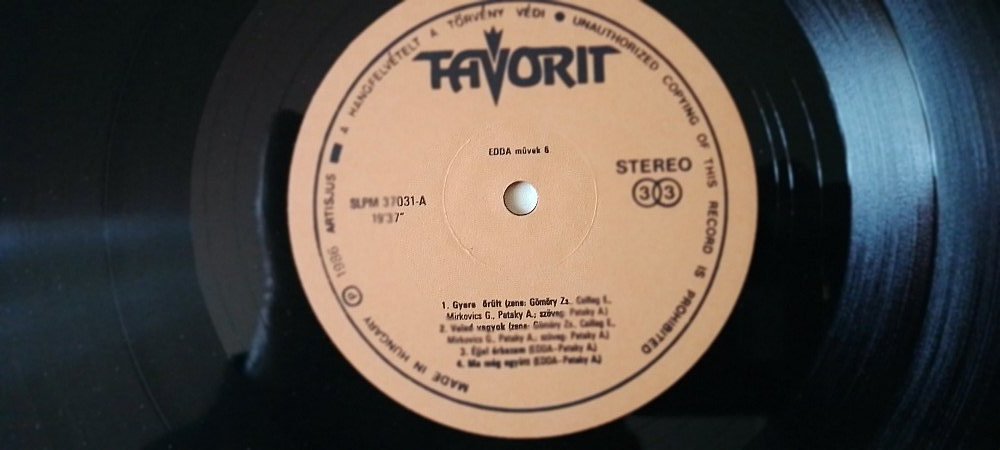 MADE IN HUNGARY Ⓟ 1986 ARTISJUS ■ A HANGFELVÉTELT A TÖRVÉNY VÉDI ● UNAUTHORIZED COPYING OF THIS RECORD IS PROHIBITED
FAVORIT
EDDA művek 6
STEREO
33
SLPM 37031-A
19'37"
1. Gyere őrült (zene: Gömöry Zs., Csillag E.,
Mirkovics G., Pataky A.; szöveg: Pataky A.)
2. Veled vagyok (zene: Gömöry Zs., Csillag E.,
Mirkovics G., Pataky A., szöveg: Pataky A.)
3. Éjjel érkezem (EDDA-Pataky A.)
4. Ma még együtt (EDDA-Pataky A.)